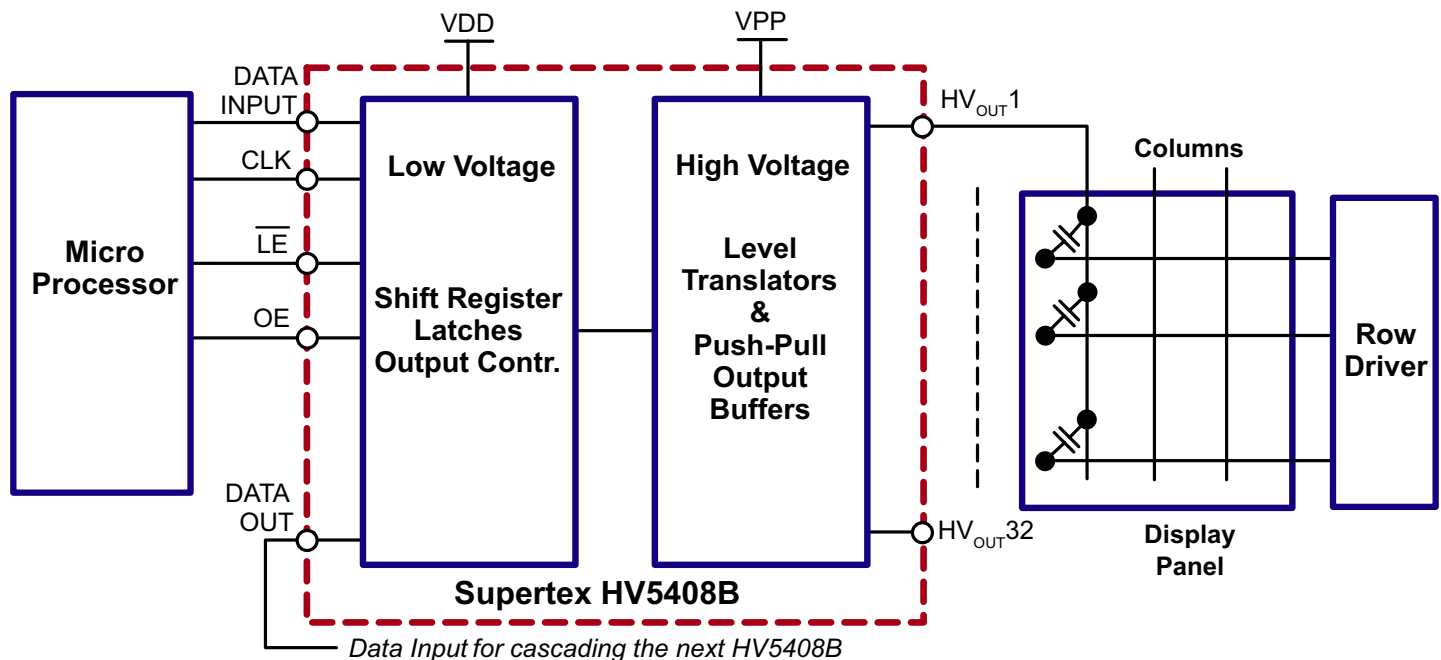 VDD
VPP
DATA
INPUT
CLK
LE
OE
DATA
OUT
Micro
Processor
Low Voltage
Shift Register
Latches
Output Contr.
High Voltage
Level
Translators
&
Push-Pull
Output
Buffers
HVOUT1
HVOUT32
Columns
Row
Driver
Display
Panel
Supertex HV5408B
Data Input for cascading the next HV5408B